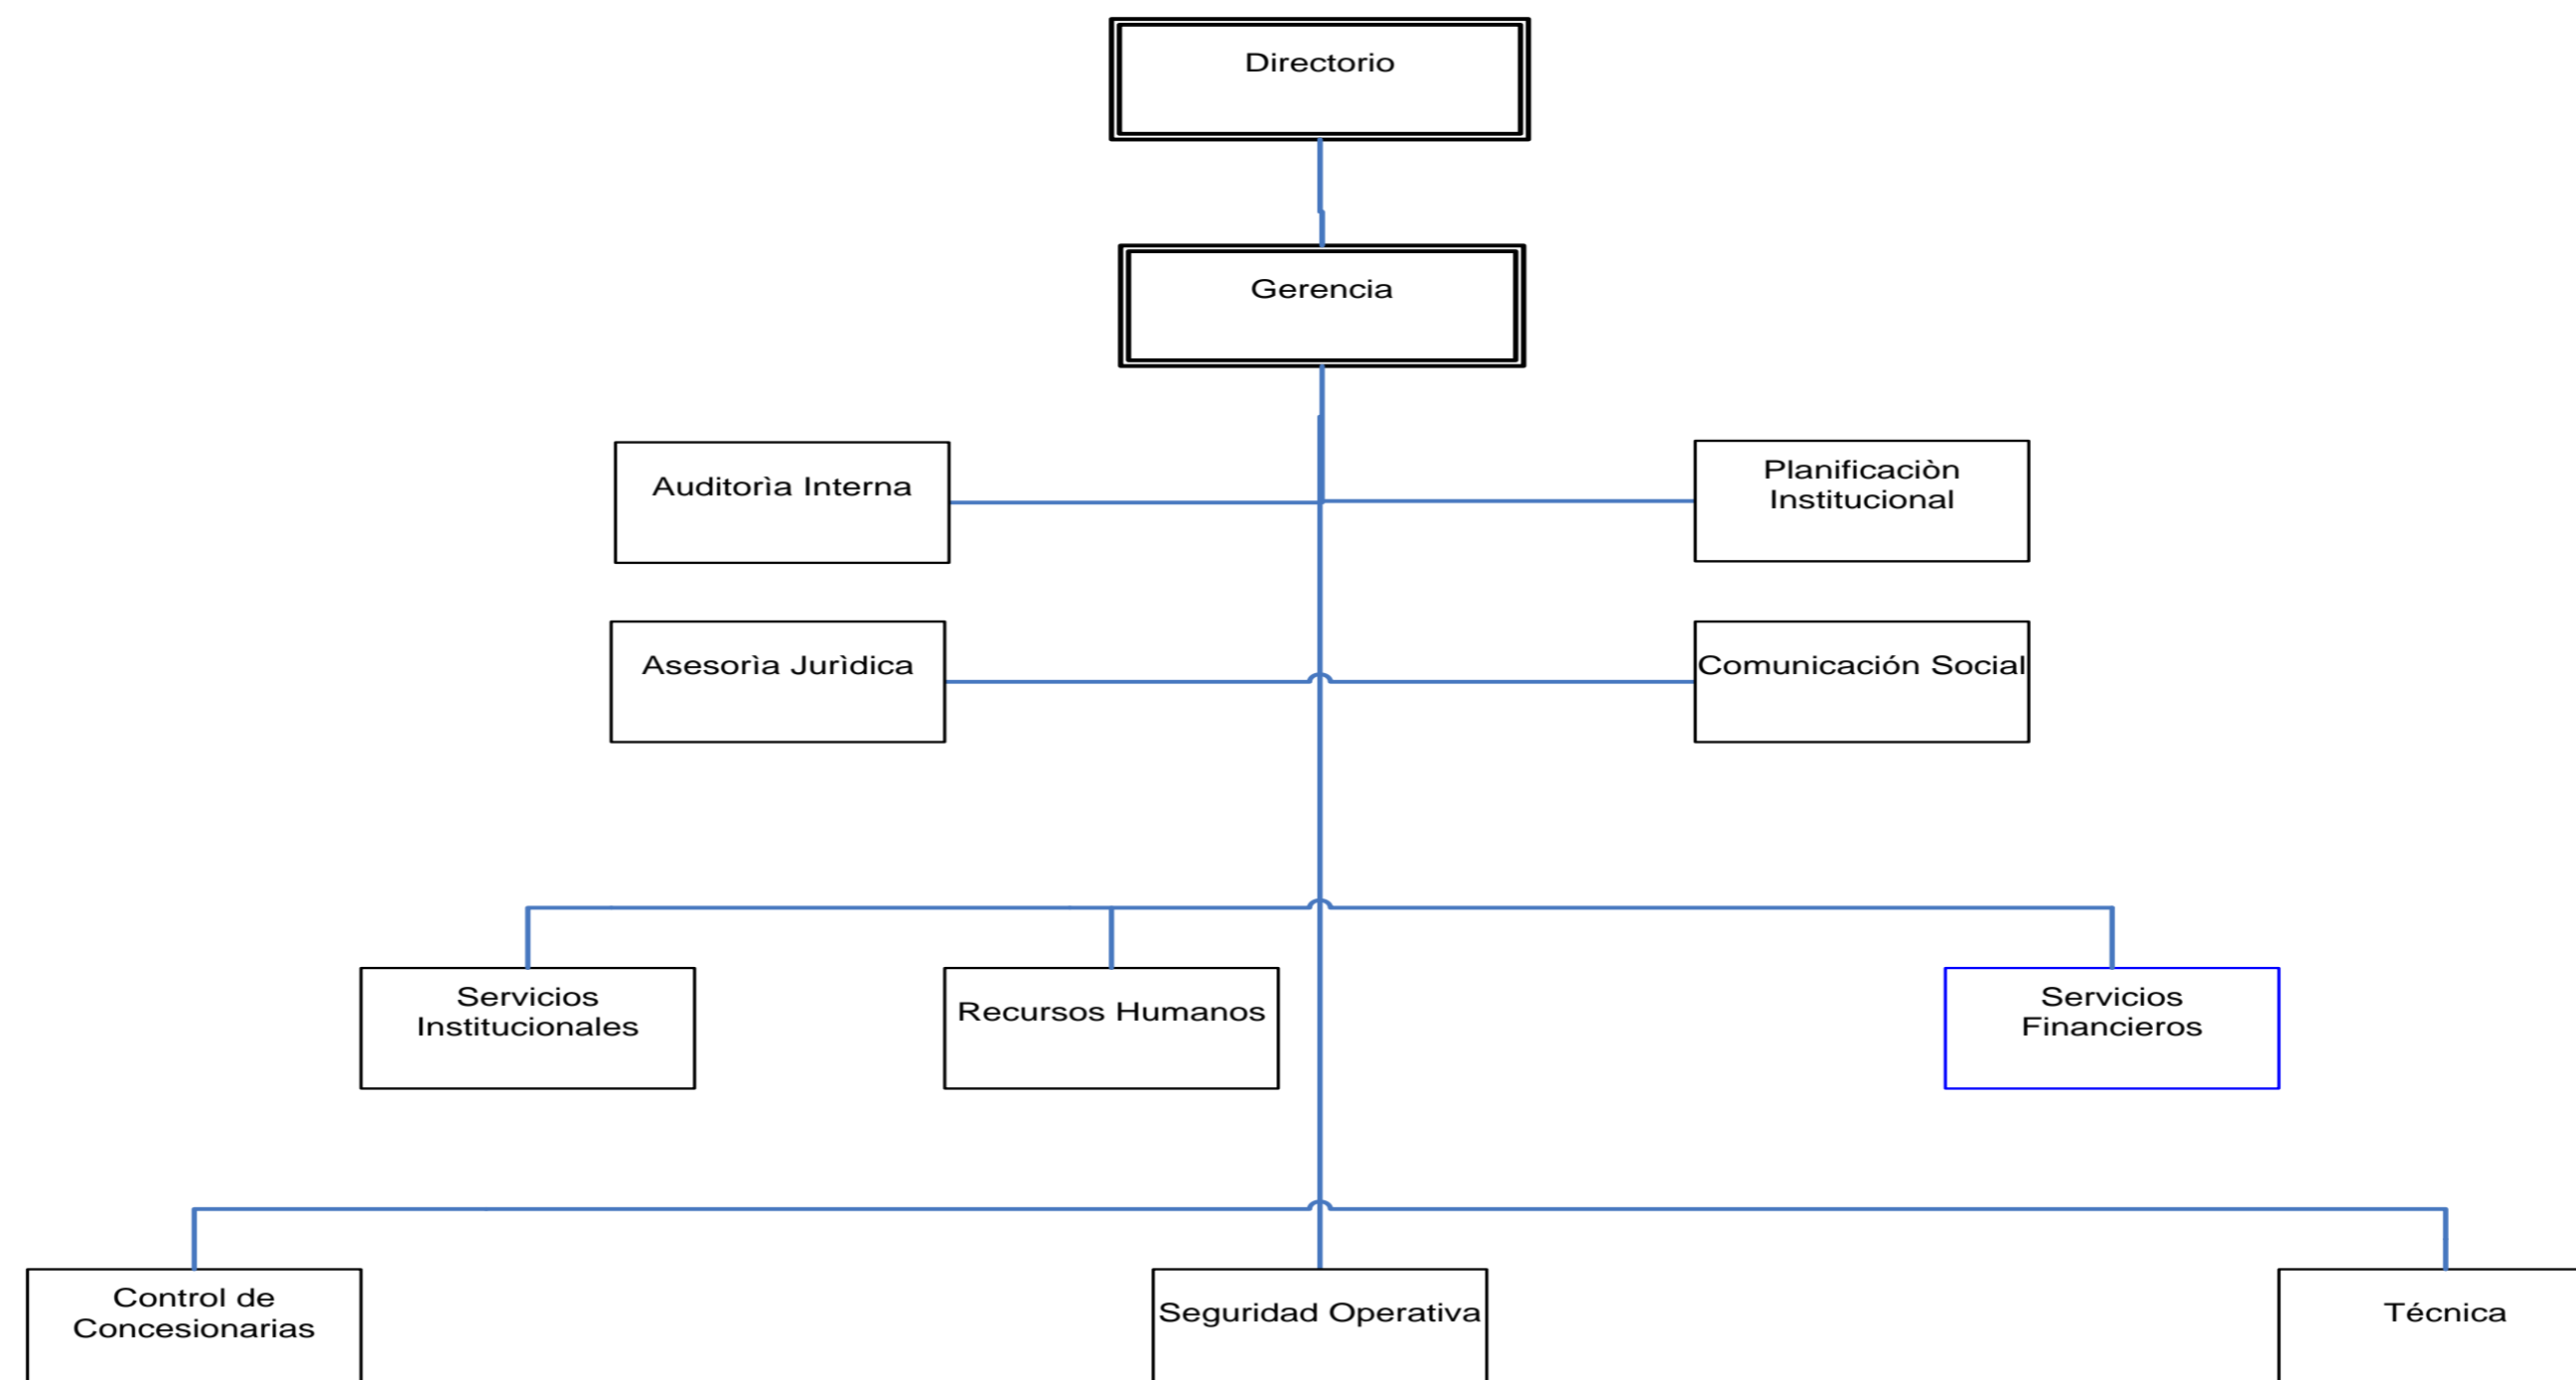 Directorio
Gerencia
Auditorìa Interna
Planificaciòn
Institucional
Asesorìa Jurìdica
Comunicación Social
Servicios
Institucionales
Recursos Humanos
Servicios
Financieros
Control de
Concesionarias
Seguridad Operativa
Técnica